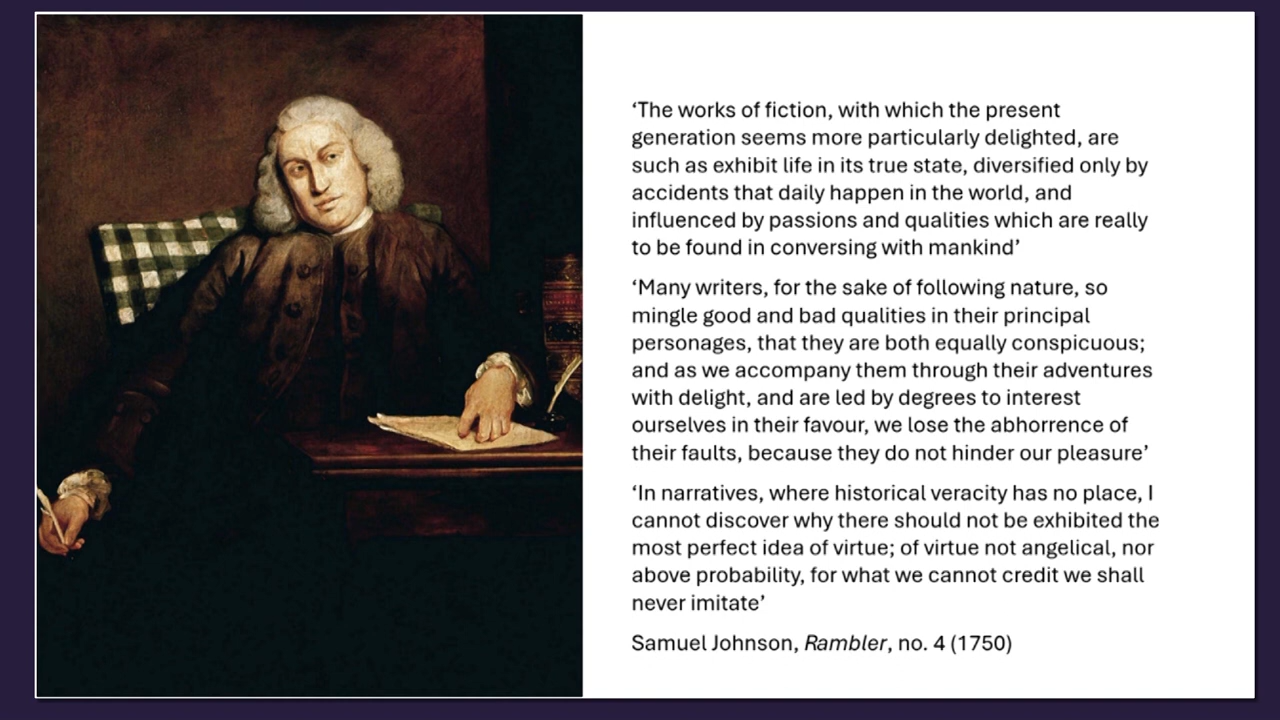 ‘The works of fiction, with which the present
generation seems more particularly delighted, are
such as exhibit life in its true state, diversified only by
accidents that daily happen in the world, and
influenced by passions and qualities which are really
to be found in conversing with mankind’
‘Many writers, for the sake of following nature, so
mingle good and bad qualities in their principal
personages, that they are both equally conspicuous;
and as we accompany them through their adventures
with delight, and are led by degrees to interest
ourselves in their favour, we lose the abhorrence of
their faults, because they do not hinder our pleasure’
‘In narratives, where historical veracity has no place, I
cannot discover why there should not be exhibited the
most perfect idea of virtue; of virtue not angelical, nor
above probability, for what we cannot credit we shall
never imitate’
Samuel Johnson, Rambler, no. 4 (1750)